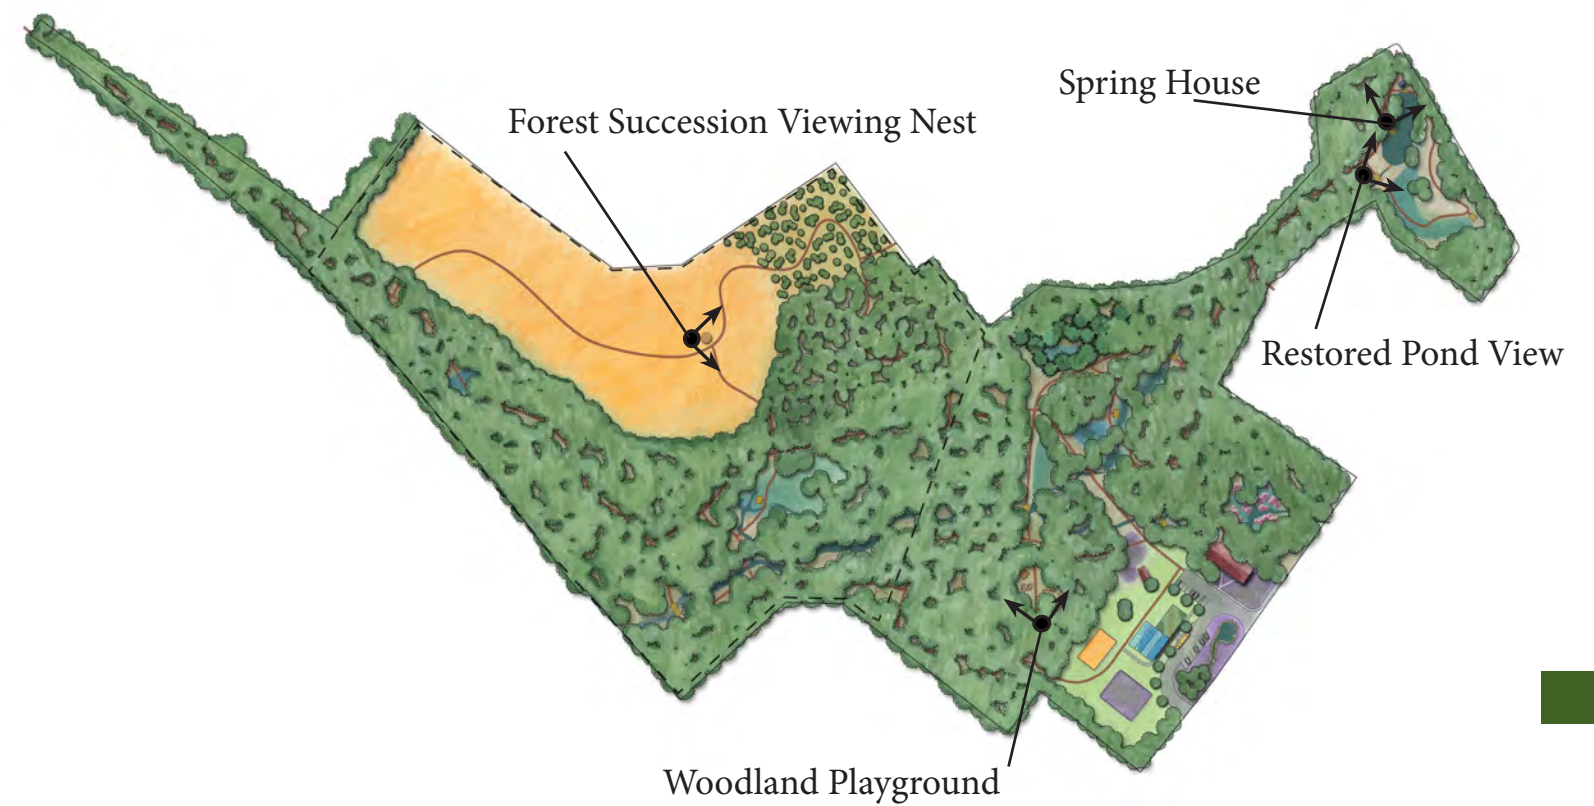 Spring House
Forest Succession Viewing Nest
Restored Pond View
Woodland Playground